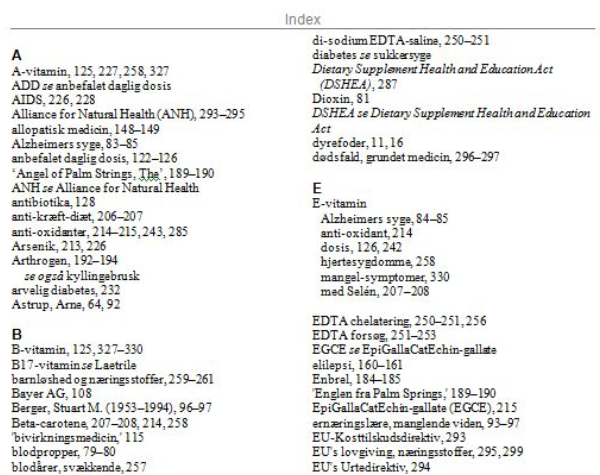 Index
A
A-vitamin, 125, 227, 258, 327
ADD se anbefalet daglig dosis
AIDS, 226, 228
Alliance for Natural Health (ANH), 293–295
allopatisk medicin, 148–149
Alzheimers syge, 83–85
anbefalet daglig dosis, 122–126
‘Angel of Palm Strings, The’, 189–190
ANH se Alliance for Natural Health
antibiotika, 128
anti-kræft-diæt, 206–207
anti-oxidanter, 214–215, 243, 285
Arsenik, 213, 226
Arthrogen, 192–194
se også kyllingebrusk
arvelig diabetes, 232
Astrup, Arne, 64, 92
B
B-vitamin, 125, 327–330
B17-vitamin se Laetrile
barnløshed og næringsstoffer, 259–261
Bayer AG, 108
Berger, Stuart M. (1953–1994), 96–97
Beta-carotene, 207–208, 214, 258
'bivirkningsmedicin,' 115
blodpropper, 79–80
blodårer, svækkende, 257
di-sodium EDTA-saline, 250–251
diabetes se sukkersyge
Dietary Supplement Health and Education Act
(DSHEA), 287
Dioxin, 81
DSHEA se Dietary Supplement Health and Education
Act
dyrefoder, 11, 16
dødsfald, grundet medicin, 296–297
E
E-vitamin
Alzheimers syge, 84–85
anti-oxidant, 214
dosis, 126, 242
hjertesygdomme, 258
mangel-symptomer, 330
med Selén, 207–208
EDTA chelatering, 250–251, 256
EDTA forsøg, 251–253
EGCE se EpiGallaCatEchin-gallate
elilepsi, 160–161
Enbrel, 184–185
'Englen fra Palm Springs,' 189–190
EpiGallaCatEchin-gallate (EGCE), 215
ernæringslære, manglende viden, 93–97
EU-Kosttilskudsdirektiv, 293
EU's lovgiving, næringsstoffer, 295, 299
EU's Urtedirektiv, 294